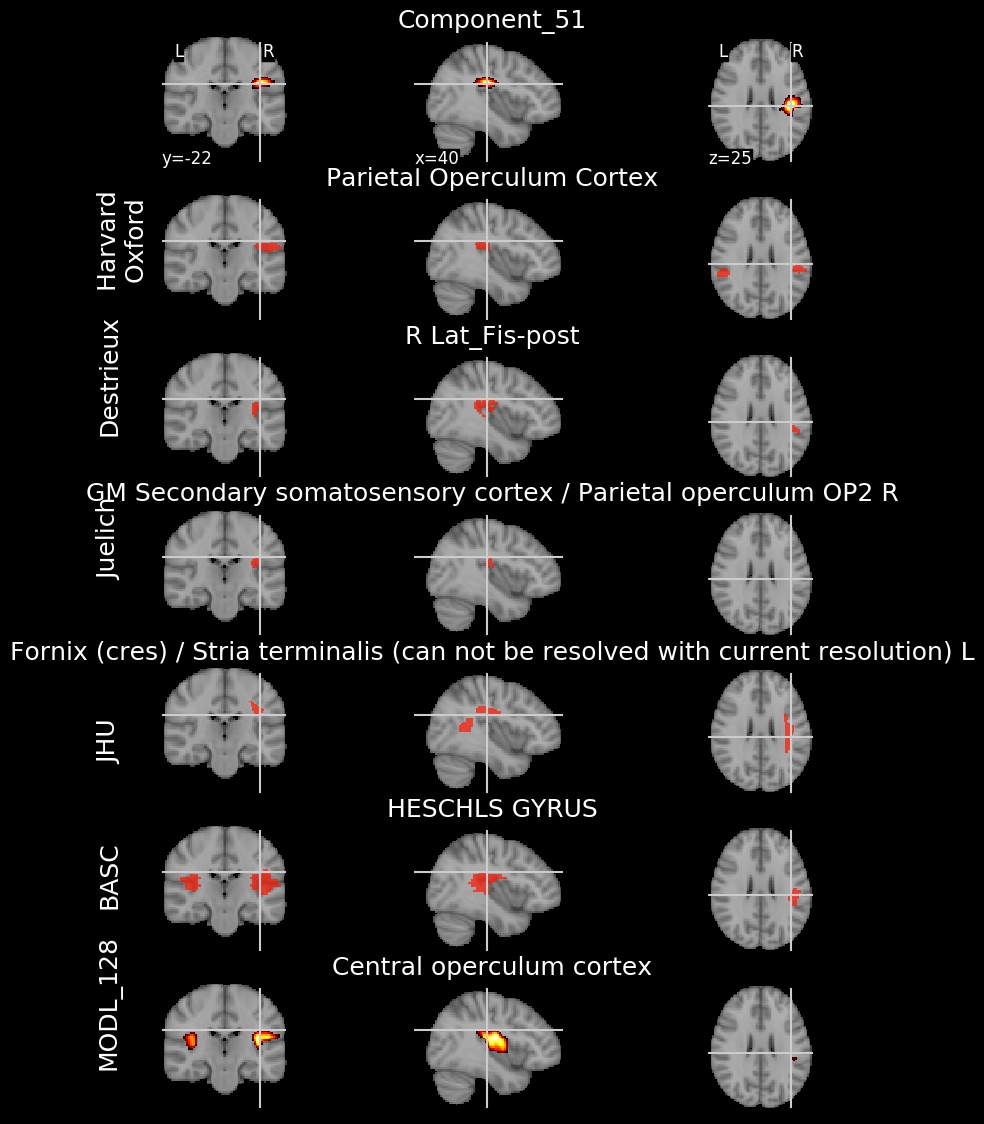 Component_51
L R L R
y=-22 x=40 z=25
Parietal Operculum Cortex
Harvard
Oxford
R Lat_Fis-post
Destrieux
GM Secondary somatosensory cortex / Parietal operculum OP2 R
Juelich
Fornix (cres) / Stria terminalis (can not be resolved with current resolution) L
JHU
HESCHLS GYRUS
BASC
Central operculum cortex
MODL_128